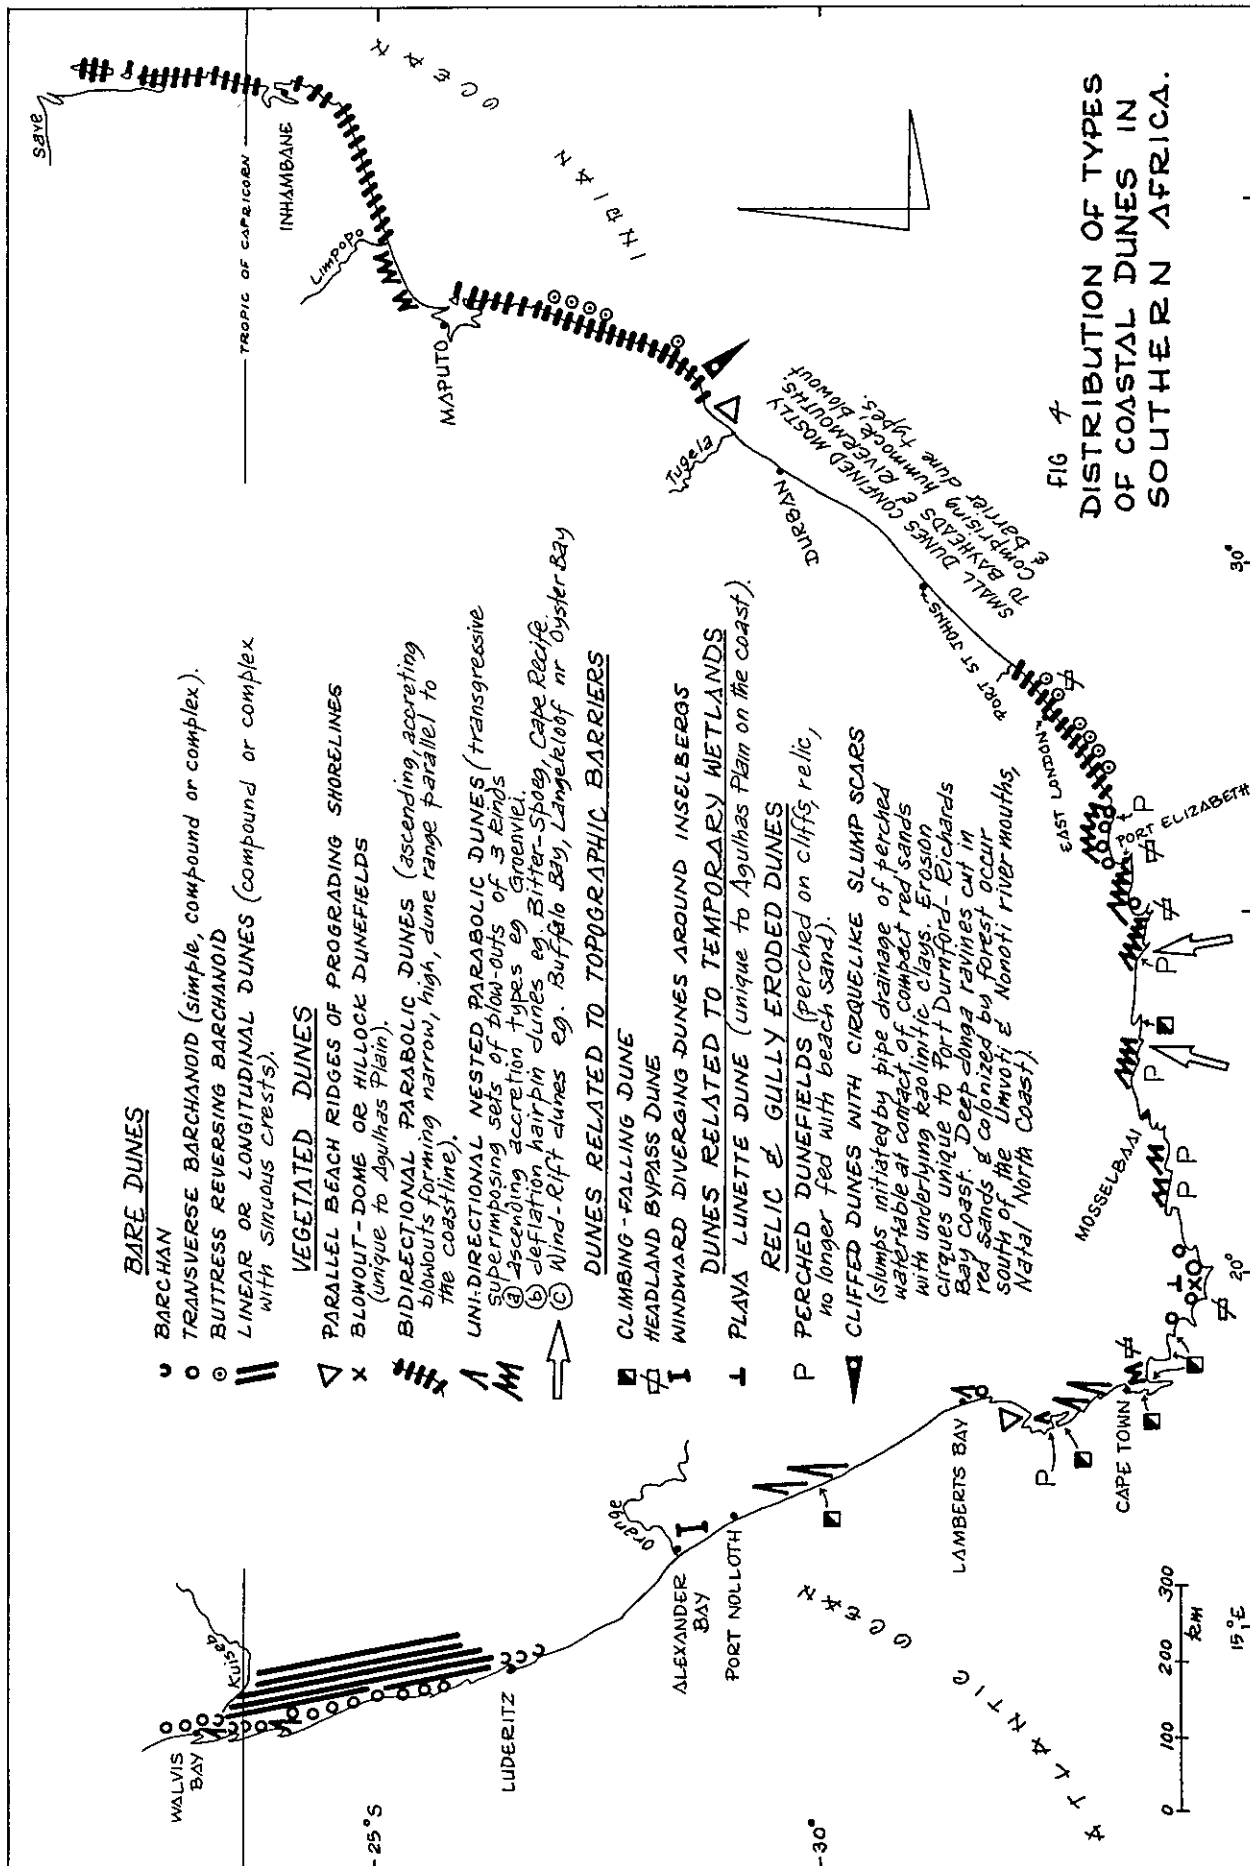 FIG 4
DISTRIBUTION OF TYPES
OF COASTAL DUNES IN
SOUTHERN AFRICA.
BARE DUNES
BARCHAN
TRANSVERSE BARCHANOID (simple, compound or complex).
BUTTRESS REVERSING BARCHANOID
LINEAR OR LONGITUDINAL DUNES (compound or complex
with sinuous crests).
VEGETATED DUNES
PARALLEL BEACH RIDGES OF PROGRADING SHORELINES
BLOWOUT-DOME OR HILLOCK DUNEFIELDS
(unique to Agulhas Plain).
BIDIRECTIONAL PARABOLIC DUNES (ascending, accreting
blowouts forming narrow, high, dune range parallel to
the coastline).
UNI-DIRECTIONAL NESTED PARABOLIC DUNES (transgressive
superimposing sets of blow-outs of 3 kinds
(a) ascending accretion types eg Groenvlei.
(b) deflation hairpin dunes eg. Bitter-Spoeg, Cape Recife.
(c) Wind-Rift dunes eg. Buffalo Bay, Langekloof nr Oyster Bay
DUNES RELATED TO TOPOGRAPHIC BARRIERS
CLIMBING-FALLING DUNE
HEADLAND BYPASS DUNE
WINDWARD DIVERGING DUNES AROUND INSELBERGS
DUNES RELATED TO TEMPORARY WETLANDS
PLAYA LUNETTE DUNE (unique to Agulhas Plain on the coast).
RELIC & GULLY ERODED DUNES
P PERCHED DUNEFIELDS (perched on cliffs, relic,
no longer fed with beach sand).
CLIFFED DUNES WITH CIRQUELIKE SLUMP SCARS
(slumps initiated by pipe drainage of perched
watertable at contact of compact red sands
with underlying kaolinitic clays. Erosion
cirques unique to Port Durnford-Richards
Bay coast. Deep donga ravines cut in
red sands & colonized by forest occur
south of the Umvoti & Nonoti river mouths,
Natal North Coast).
WALVIS
BAY
Kuiseb
LUDERITZ
orange
ALEXANDER
BAY
PORT NOLLOTH
LAMBERTS BAY
P
CAPE TOWN
MOSSELBAAI
P P
P
P
P
PORT ELIZABETH
EAST LONDON
PORT ST JOHNS
SMALL DUNES CONFINED MOSTLY
TO BAYHEADS & RIVERMOUTHS.
Comprising hummock, blowout
& barrier dune types.
DURBAN
Tugela
MAPUTO
Limpopo
INHAMBANE
TROPIC OF CAPRICORN
save
INDIAN OCEAN
ATLANTIC OCEAN
25°S
30°
15°E
20°
30°
0 100 200 300
km